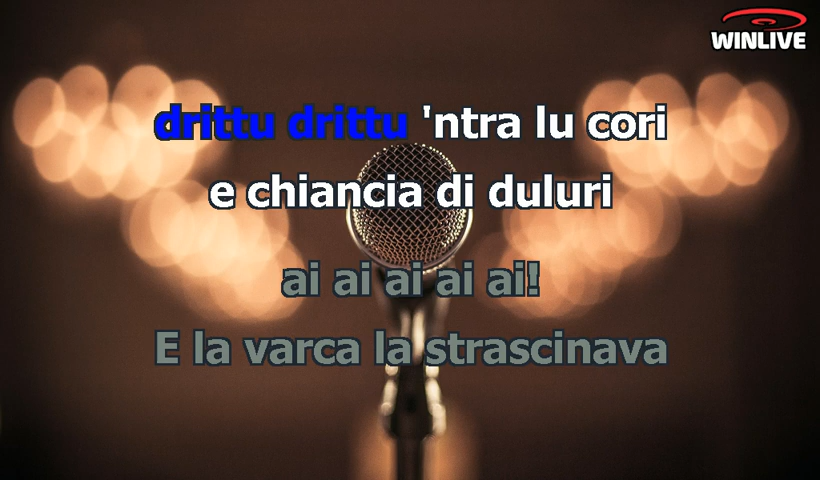 WINLIVE
drittu drittu 'ntra lu cori
e chiancia di duluri
ai ai ai ai ai!
E la varca la strascinava